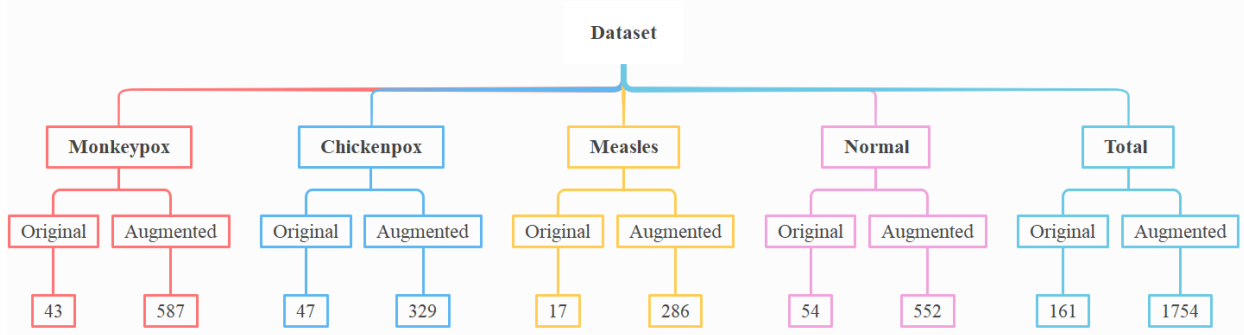 Dataset
Monkeypox Chickenpox Measles Normal Total
Original Augmented Original Augmented Original Augmented Original Augmented Original Augmented
43 587 47 329 17 286 54 552 161 1754